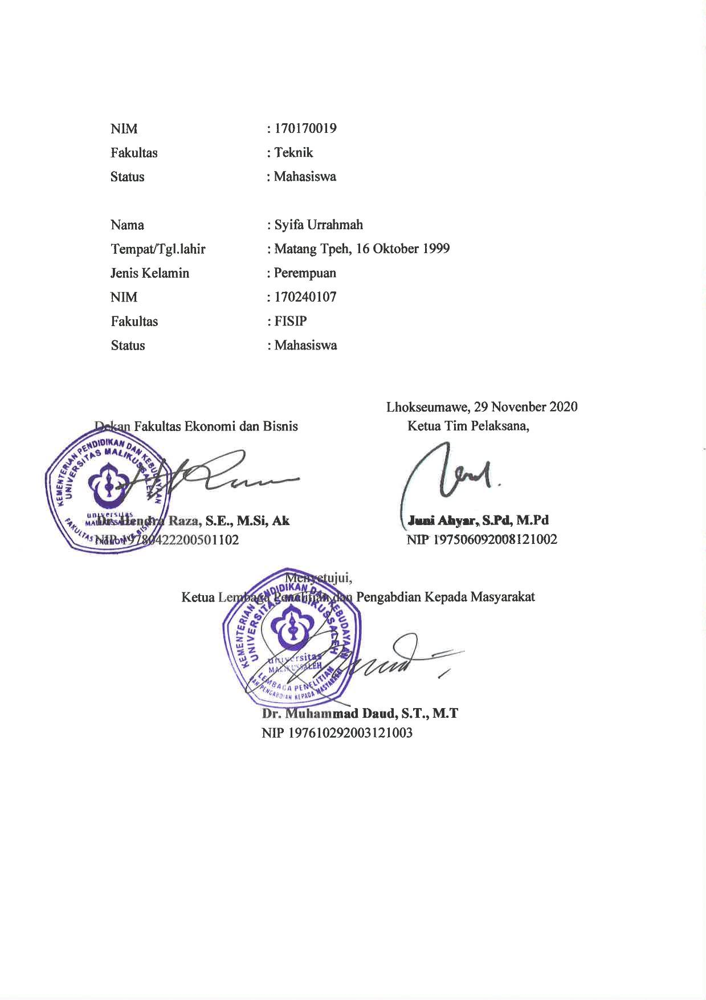 NIM : 170170019
Fakultas : Teknik
Status : Mahasiswa
Nama : Syifa Urrahmah
Tempat/Tgl.lahir : Matang Tpeh, 16 Oktober 1999
Jenis Kelamin : Perempuan
NIM : 170240107
Fakultas : FISIP
Status : Mahasiswa
Lhokseumawe, 29 Novenber 2020
Dekan Fakultas Ekonomi dan Bisnis
Ketua Tim Pelaksana,
KEMENTERIAN PENDIDIKAN DAN KEBUDAYAAN
UNIVERSITAS MALIKUSSALEH
universitas
MALIKUSSALEH
FAKULTAS EKONOMI & BISNIS
Dr. Hendra Raza, S.E., M.Si, Ak
NIP 19780422200501102
Juni Ahyar, S.Pd, M.Pd
NIP 197506092008121002
Menyetujui,
Ketua Lembaga Penelitian dan Pengabdian Kepada Masyarakat
KEMENTERIAN PENDIDIKAN DAN KEBUDAYAAN
UNIVERSITAS MALIKUSSALEH
universitas
MALIKUSSALEH
LEMBAGA PENELITIAN
DAN PENGABDIAN KEPADA MASYARAKAT
Dr. Muhammad Daud, S.T., M.T
NIP 197610292003121003